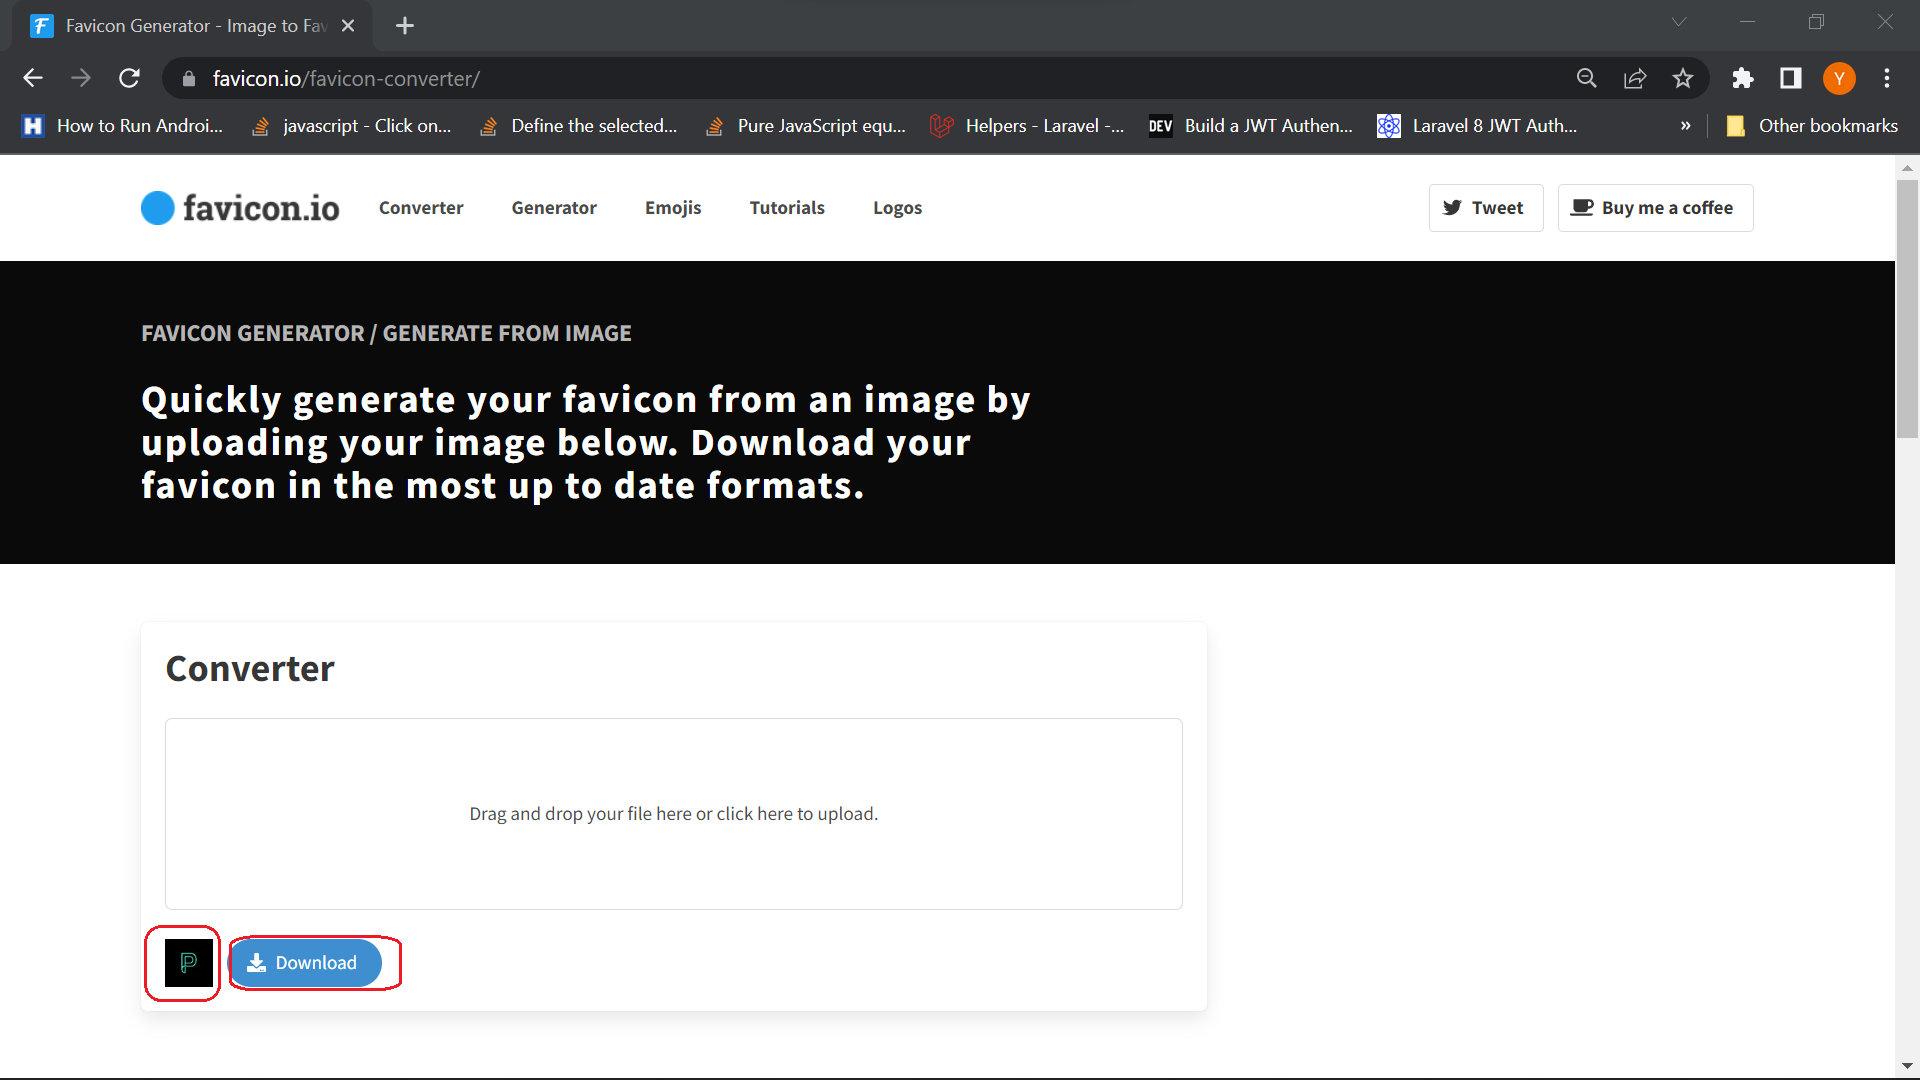 Favicon Generator - Image to Fav
favicon.io/favicon-converter/
Y
How to Run Androi...
javascript - Click on...
Define the selected...
Pure JavaScript equ...
Helpers - Laravel -...
DEV
Build a JWT Authen...
Laravel 8 JWT Auth...
»
Other bookmarks
favicon.io
Converter
Generator
Emojis
Tutorials
Logos
Tweet
Buy me a coffee
FAVICON GENERATOR / GENERATE FROM IMAGE
Quickly generate your favicon from an image by
uploading your image below. Download your
favicon in the most up to date formats.
Converter
Drag and drop your file here or click here to upload.
P
Download